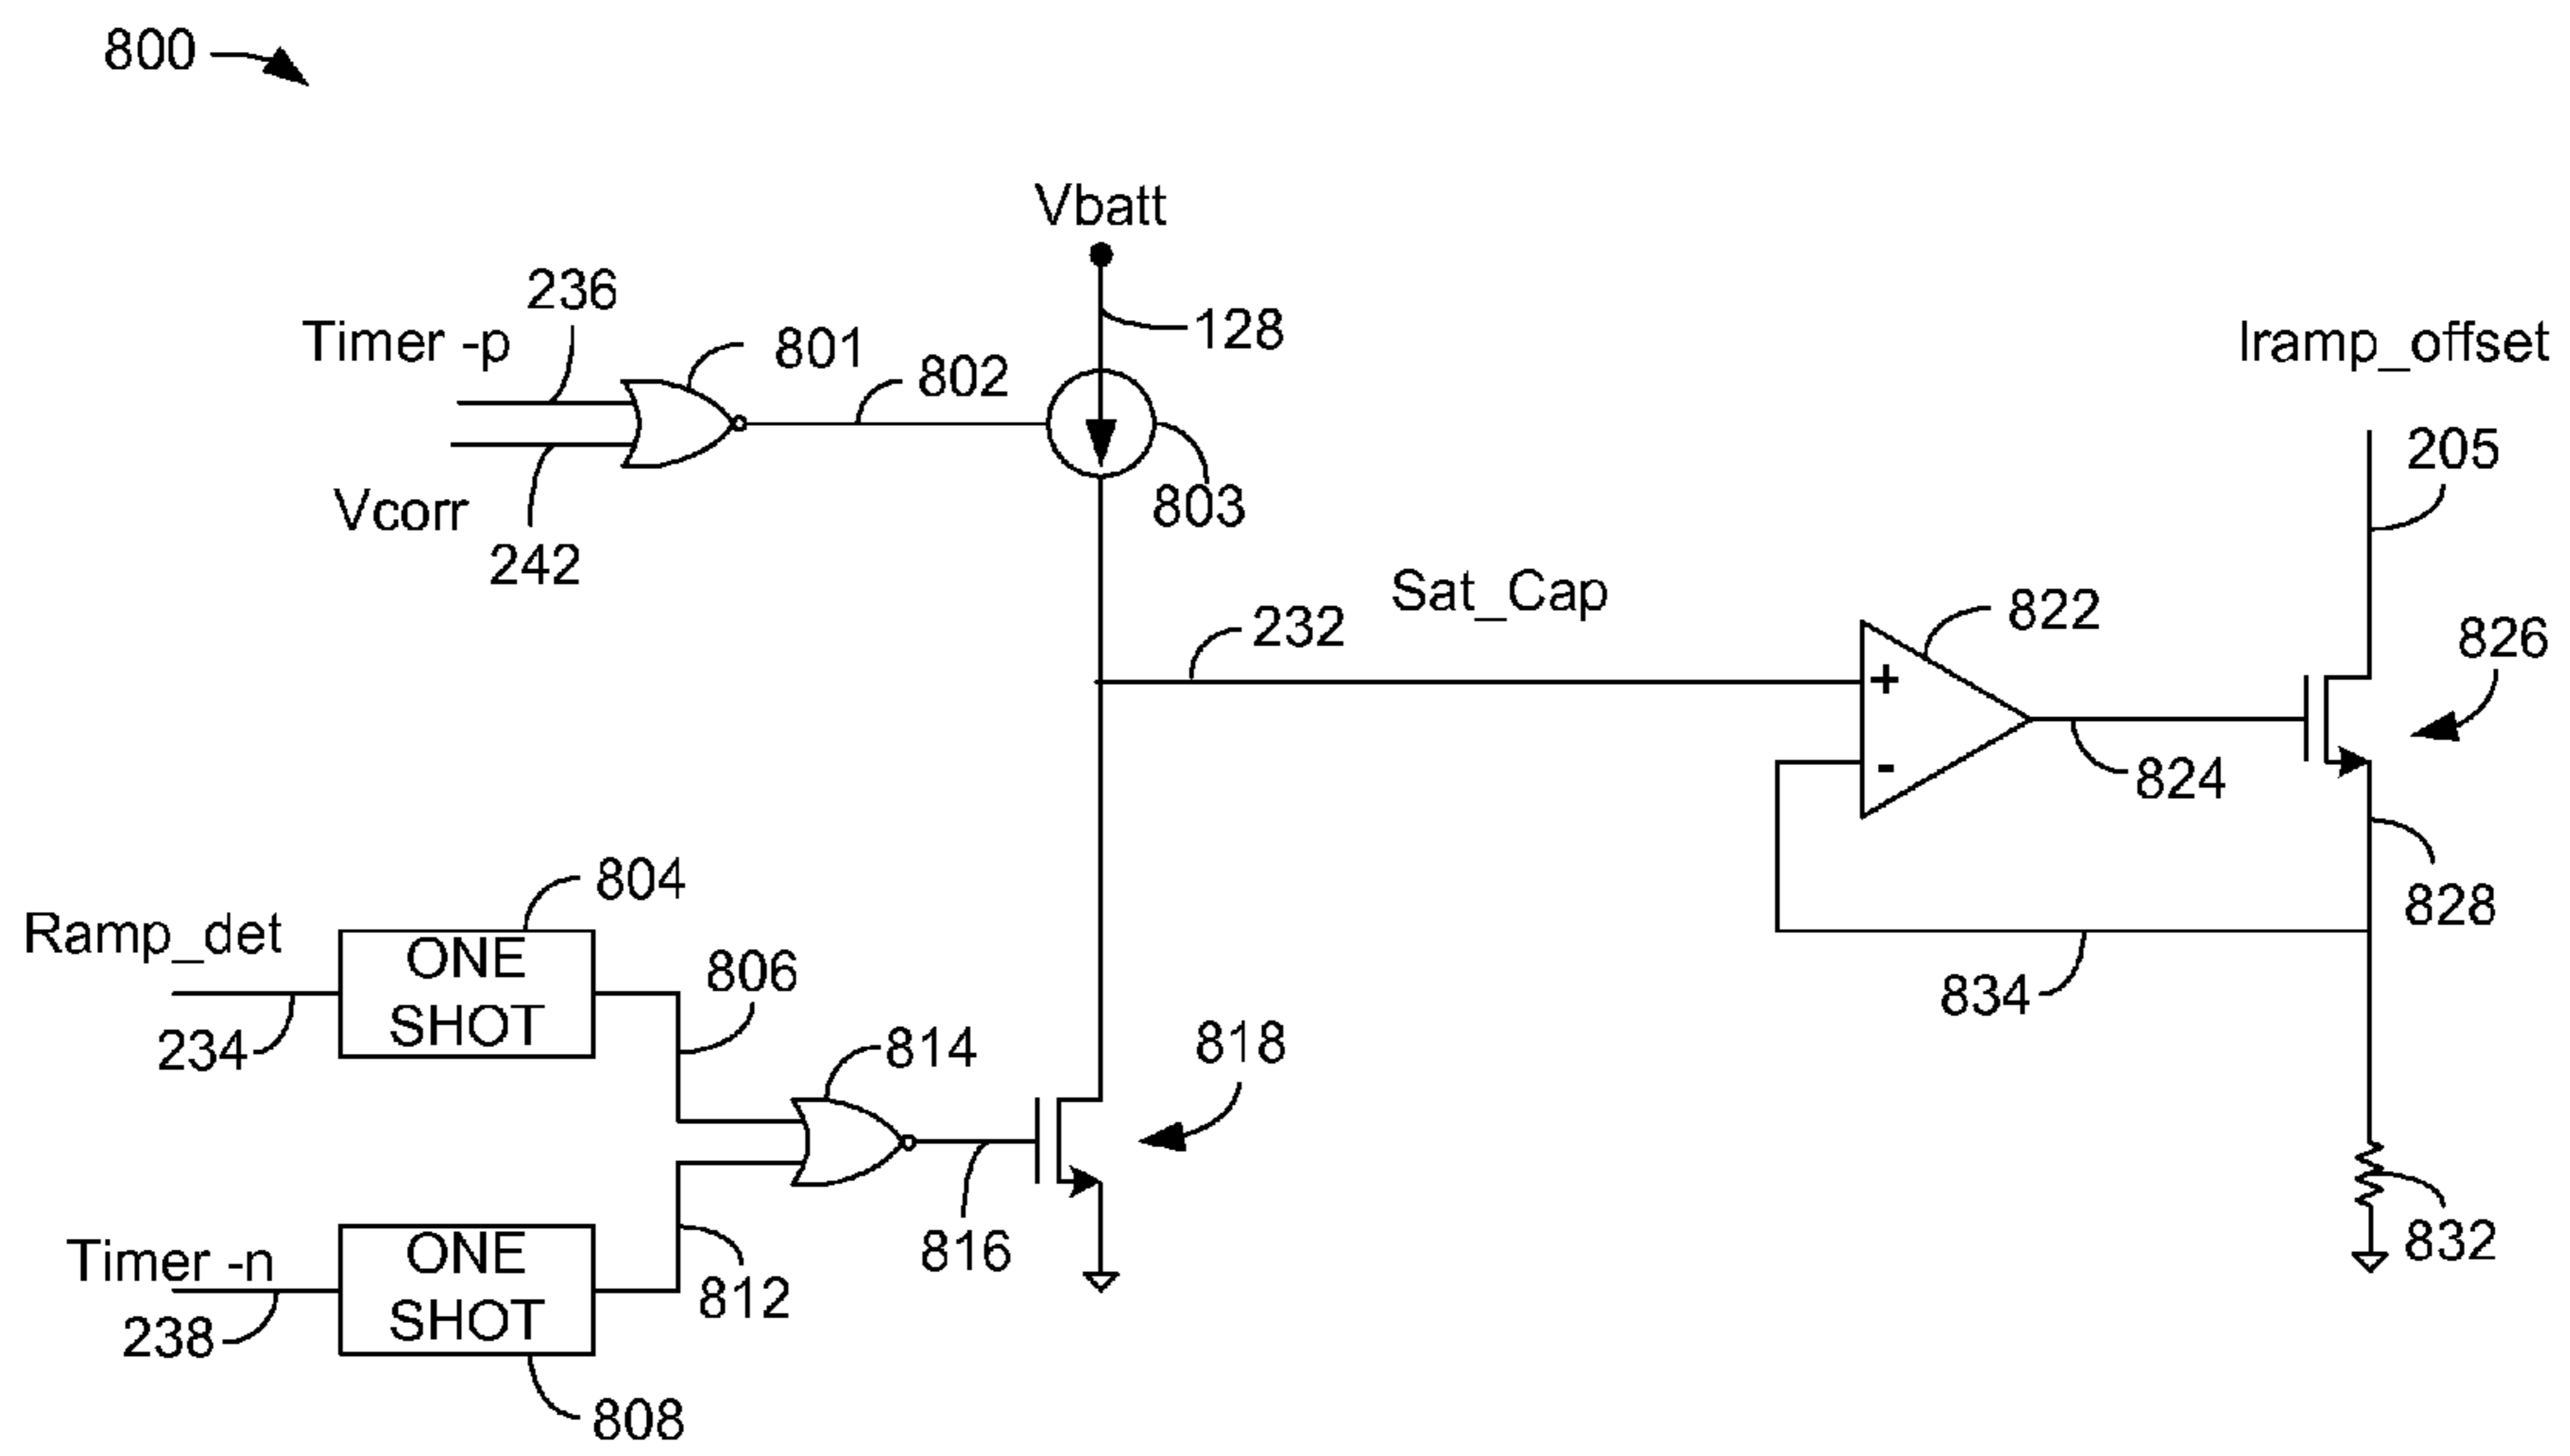 800
Vbatt
236
Timer -p
801
802
128
Iramp_offset
205
Vcorr
242
803
Sat_Cap
232
822
826
+
-
824
828
834
804
Ramp_det
ONE
SHOT
806
234
814
818
Timer -n
ONE
SHOT
812
816
832
238
808